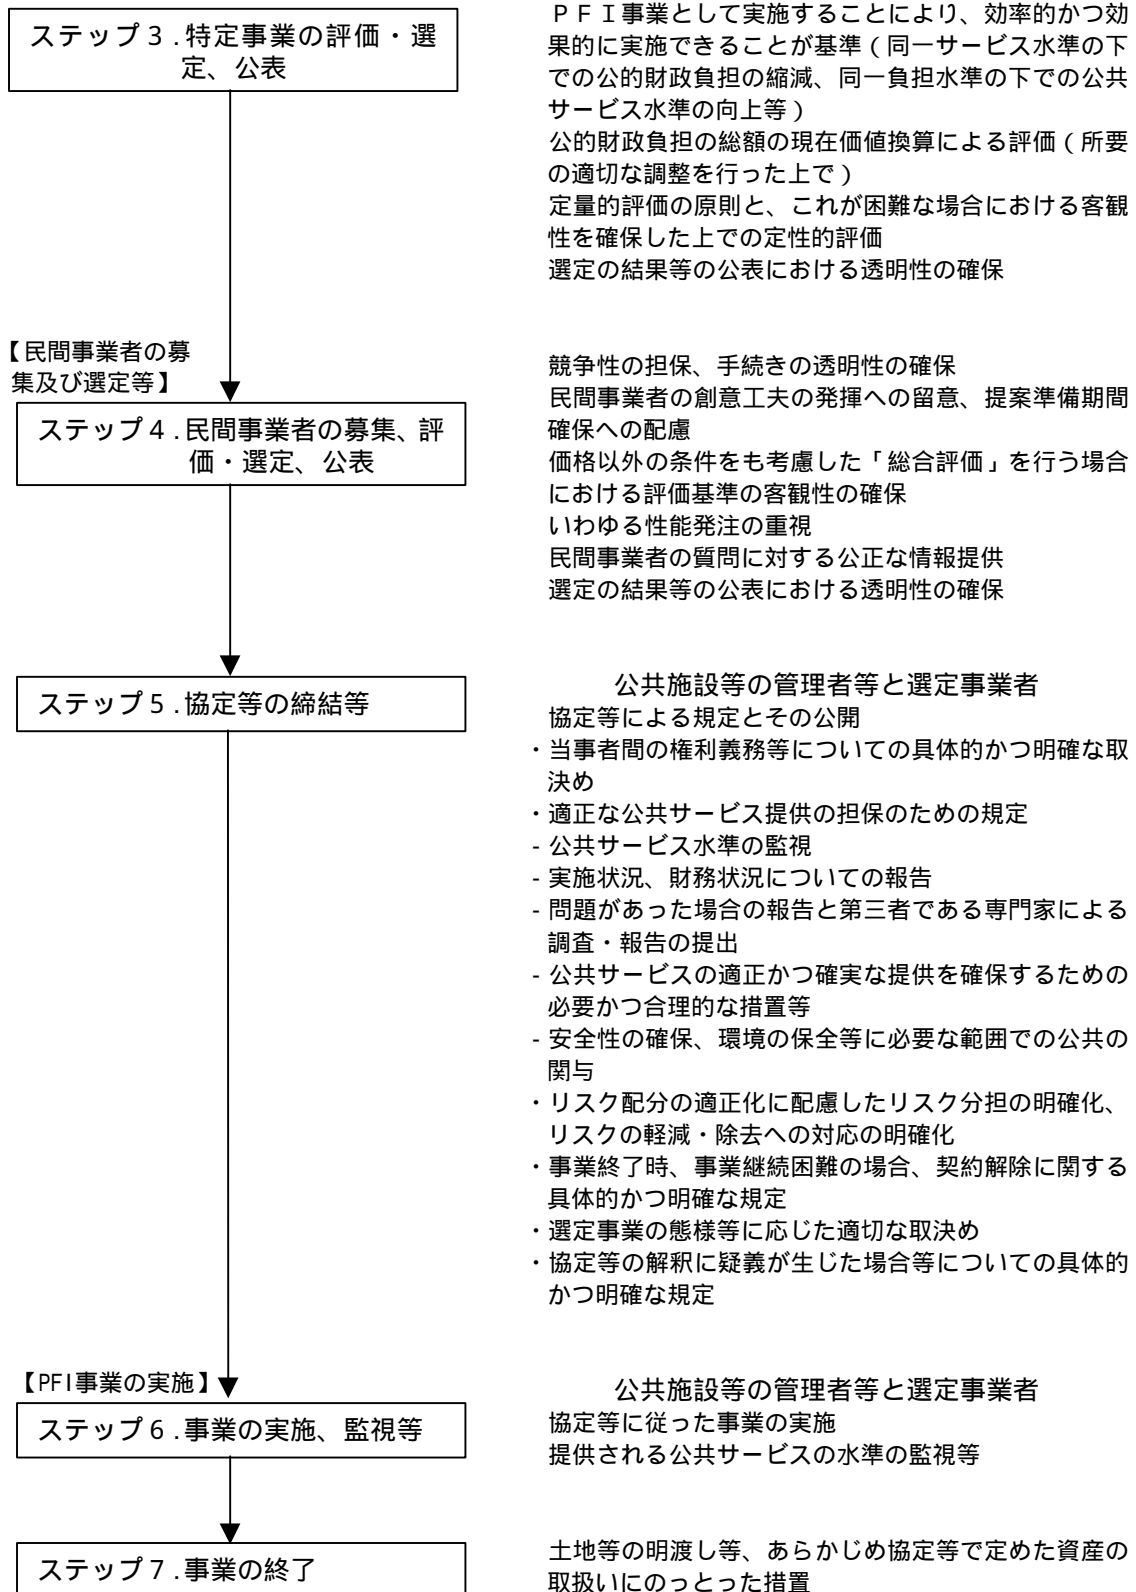 ステップ３.特定事業の評価・選
定、公表
ＰＦＩ事業として実施することにより、効率的かつ効
果的に実施できることが基準（同一サービス水準の下
での公的財政負担の縮減、同一負担水準の下での公共
サービス水準の向上等）
公的財政負担の総額の現在価値換算による評価（所要
の適切な調整を行った上で）
定量的評価の原則と、これが困難な場合における客観
性を確保した上での定性的評価
選定の結果等の公表における透明性の確保
【民間事業者の募
集及び選定等】
ステップ４.民間事業者の募集、評
価・選定、公表
競争性の担保、手続きの透明性の確保
民間事業者の創意工夫の発揮への留意、提案準備期間
確保への配慮
価格以外の条件をも考慮した「総合評価」を行う場合
における評価基準の客観性の確保
いわゆる性能発注の重視
民間事業者の質問に対する公正な情報提供
選定の結果等の公表における透明性の確保
ステップ５.協定等の締結等
公共施設等の管理者等と選定事業者
協定等による規定とその公開
・当事者間の権利義務等についての具体的かつ明確な取
決め
・適正な公共サービス提供の担保のための規定
- 公共サービス水準の監視
- 実施状況、財務状況についての報告
- 問題があった場合の報告と第三者である専門家による
調査・報告の提出
- 公共サービスの適正かつ確実な提供を確保するための
必要かつ合理的な措置等
- 安全性の確保、環境の保全等に必要な範囲での公共の
関与
・リスク配分の適正化に配慮したリスク分担の明確化、
リスクの軽減・除去への対応の明確化
・事業終了時、事業継続困難の場合、契約解除に関する
具体的かつ明確な規定
・選定事業の態様等に応じた適切な取決め
・協定等の解釈に疑義が生じた場合等についての具体的
かつ明確な規定
【PFI事業の実施】
ステップ６.事業の実施、監視等
公共施設等の管理者等と選定事業者
協定等に従った事業の実施
提供される公共サービスの水準の監視等
ステップ７.事業の終了
土地等の明渡し等、あらかじめ協定等で定めた資産の
取扱いにのっとった措置